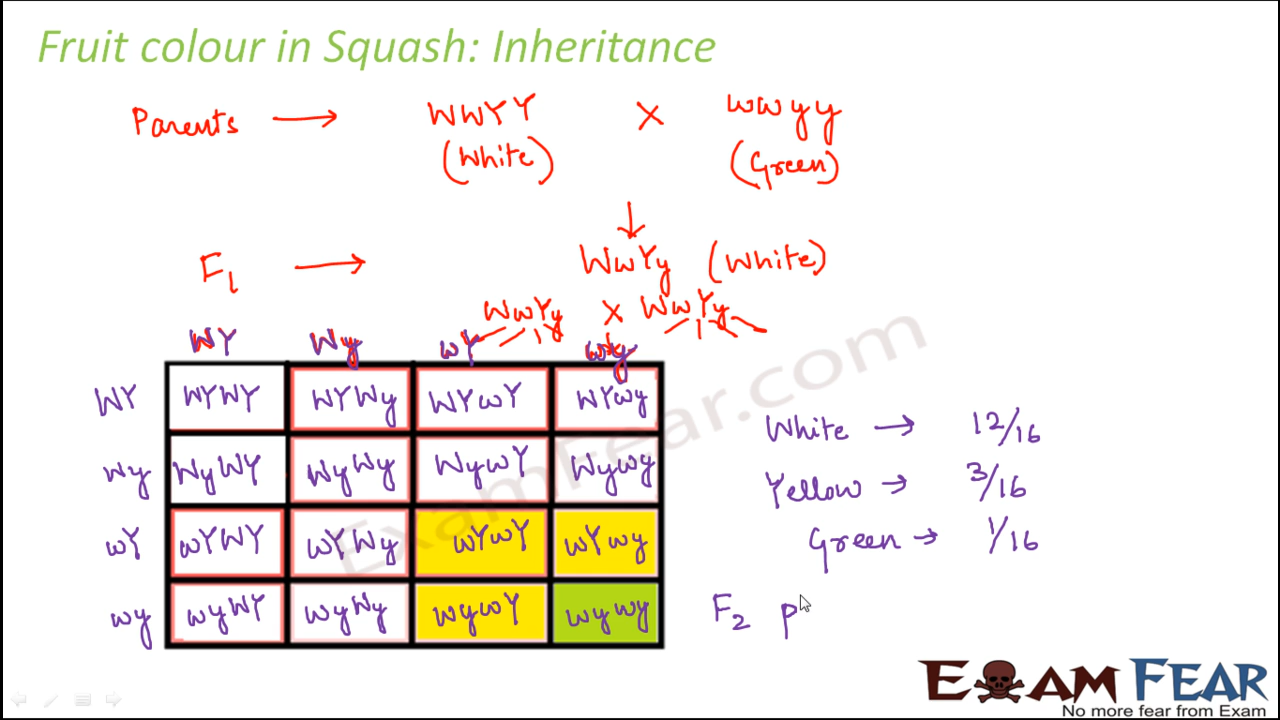 Fruit colour in Squash: Inheritance
Parents → WWYY × wwyy
(White) (Green)
↓
F1 → WwYy (White)
WwYy × WwYy
WY Wy wY wy
WY WYWY WYWy WYwY WYwy
Wy WyWY WyWy WywY Wywy
wY wYWY wYWy wYwY wYwy
wy wyWY wyWy wywY wywy
White → 12/16
Yellow → 3/16
Green → 1/16
F2 p
ExamFear.com
EXAM FEAR
No more fear from Exam